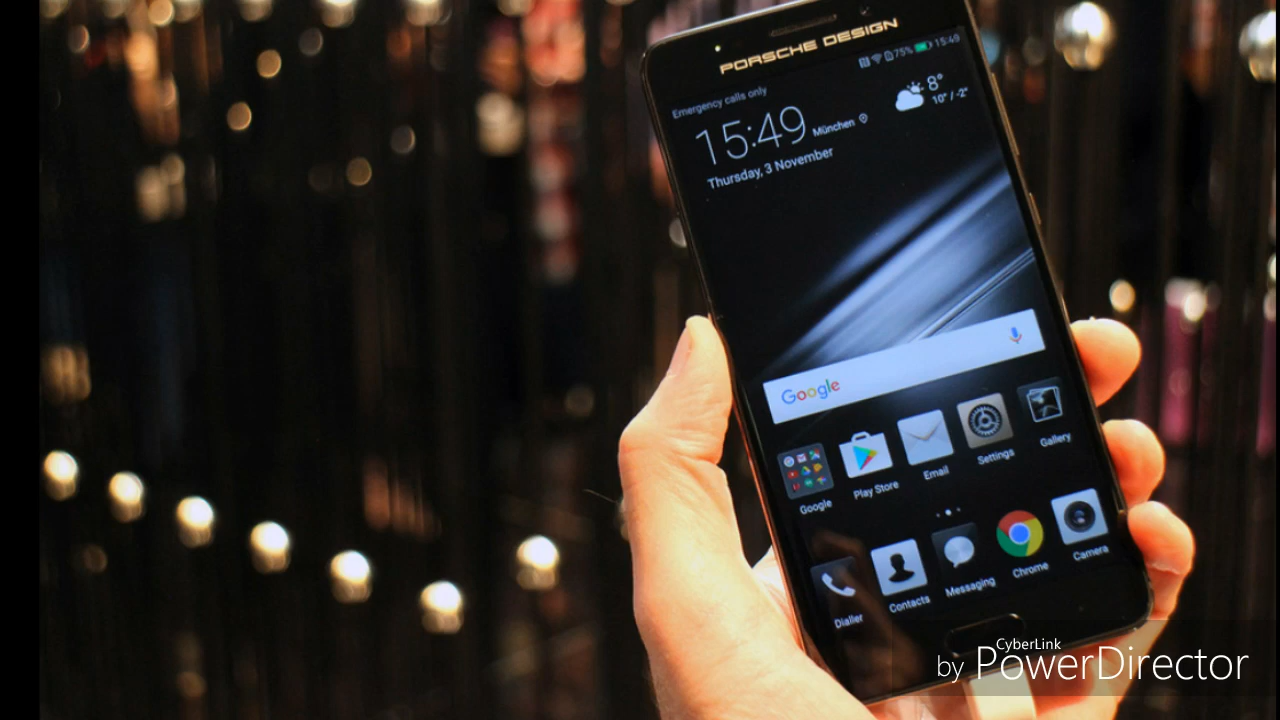 PORSCHE DESIGN
75% 15:49
Emergency calls only
15:49 München
8°
10° / -2°
Thursday, 3 November
Google
Google Play Store Email Settings Gallery
Dialler Contacts Messaging Chrome Camera
CyberLink
by PowerDirector